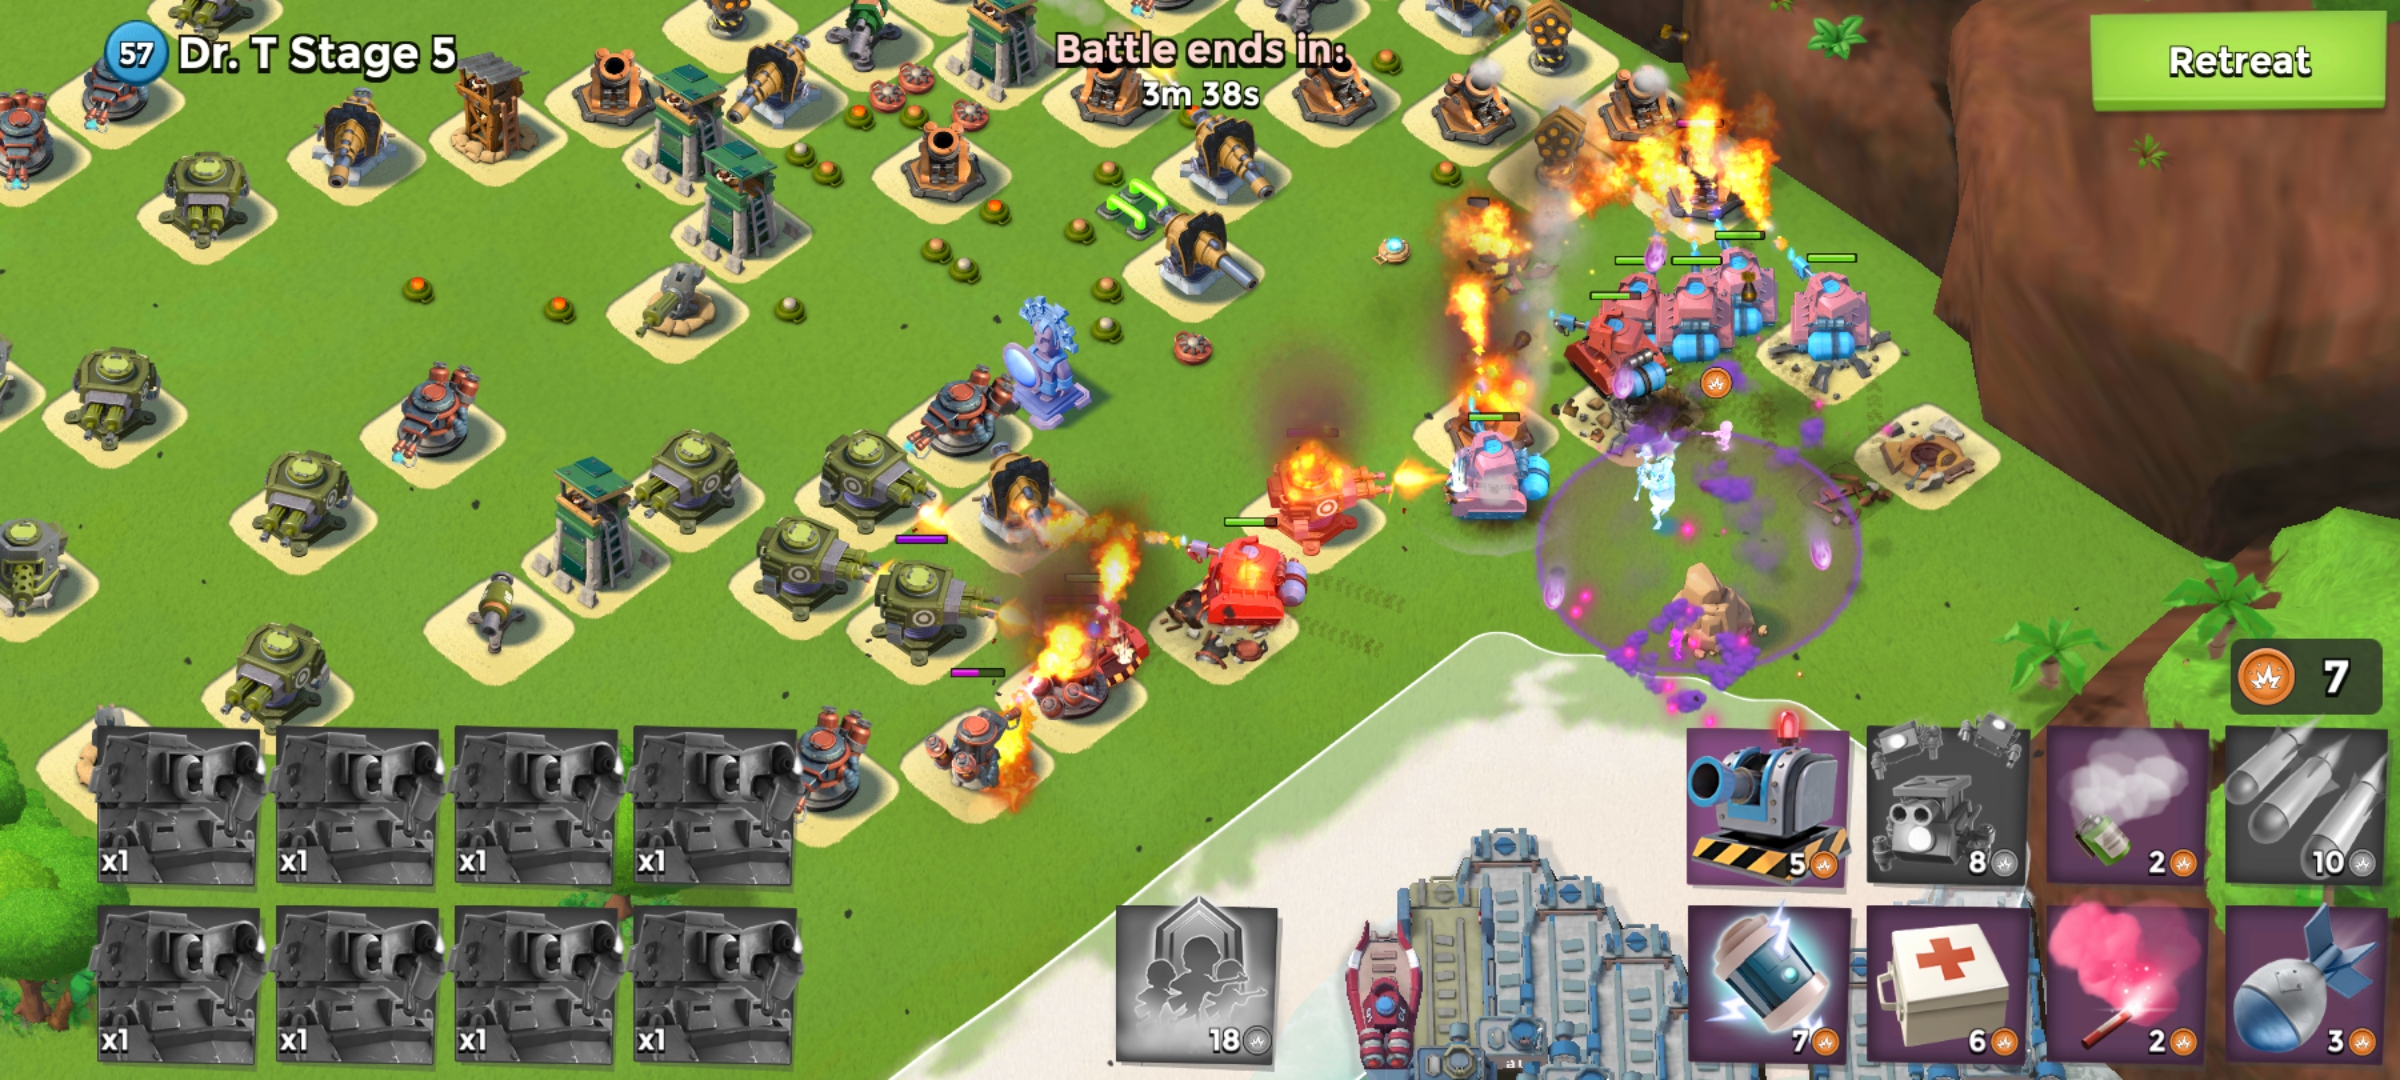 57 Dr. T Stage 5
Battle ends in:
3m 38s
Retreat
7
x1 x1 x1 x1
5 8 2 10
x1 x1 x1 x1
18 7 6 2 3